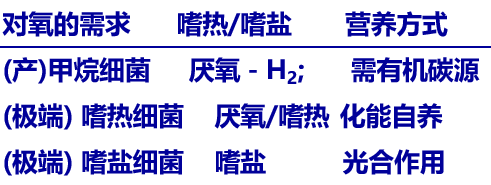 对氧的需求 嗜热/嗜盐 营养方式
(产)甲烷细菌 厌氧 - H₂; 需有机碳源
(极端) 嗜热细菌 厌氧/嗜热 化能自养
(极端) 嗜盐细菌 嗜盐 光合作用